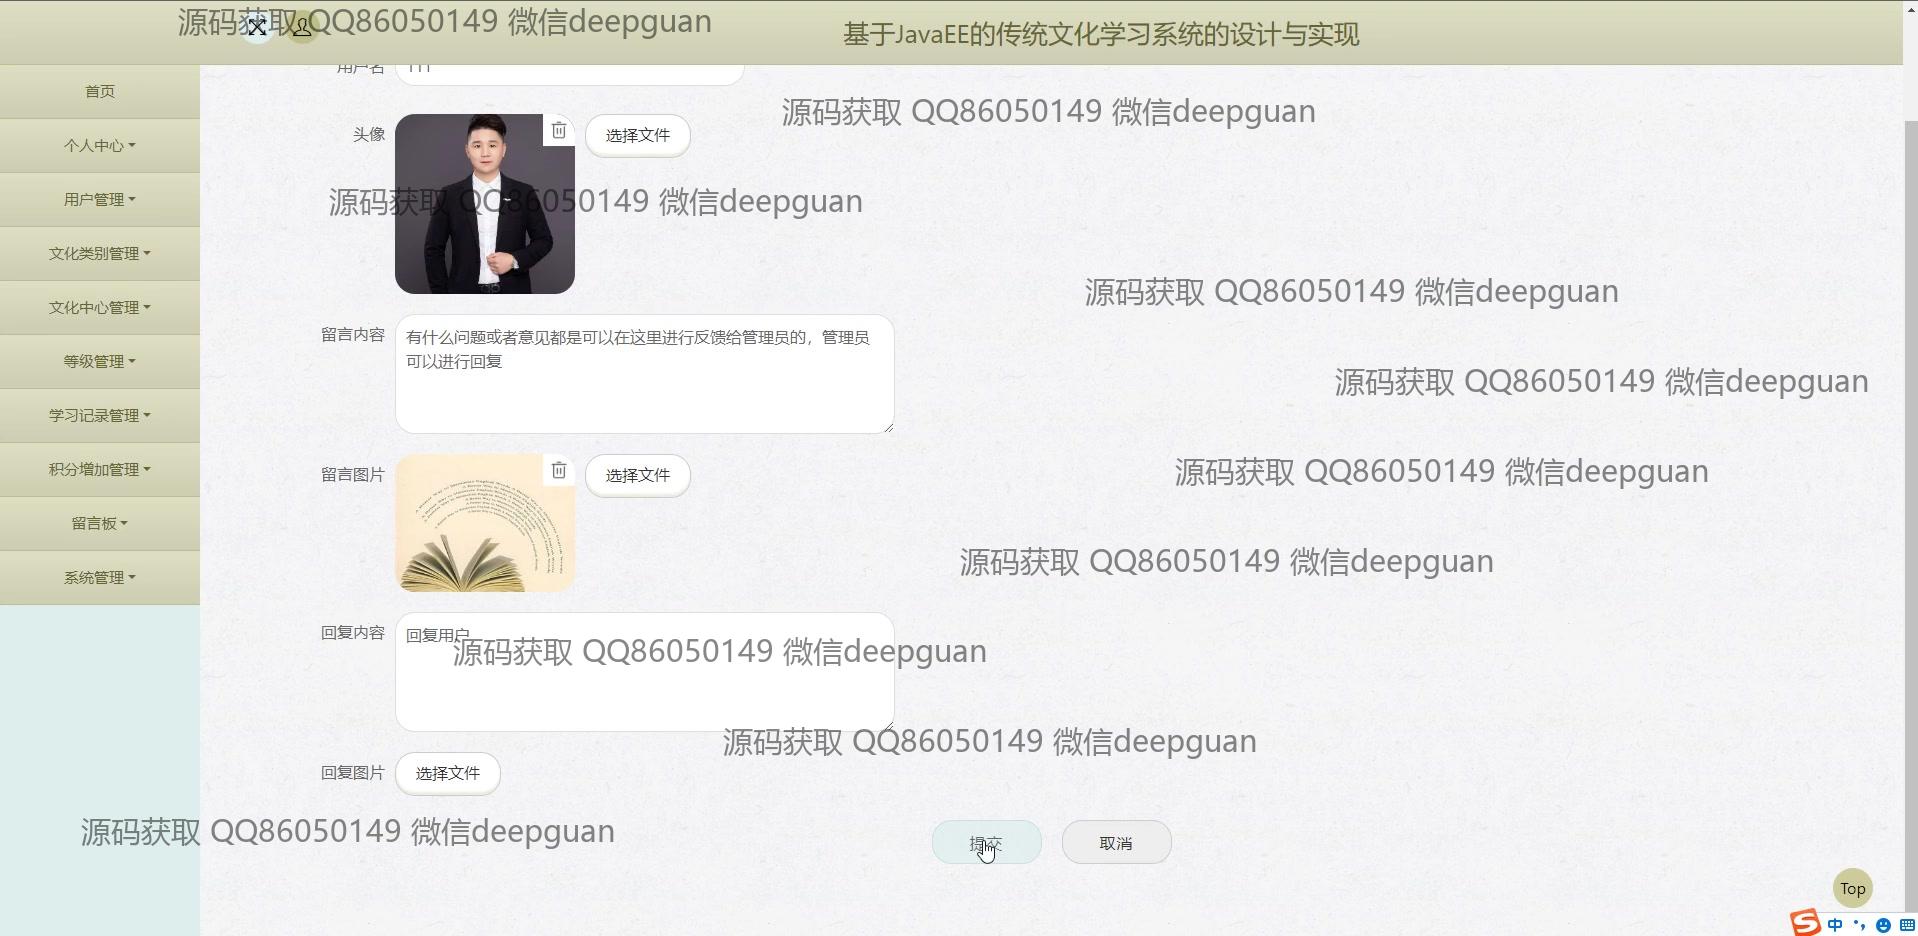 源码获取 QQ86050149 微信deepguan
基于JavaEE的传统文化学习系统的设计与实现
首页
个人中心
用户管理
文化类别管理
文化中心管理
等级管理
学习记录管理
积分增加管理
留言板
系统管理
用户名
111
源码获取 QQ86050149 微信deepguan
头像
选择文件
源码获取 QQ86050149 微信deepguan
源码获取 QQ86050149 微信deepguan
留言内容
有什么问题或者意见都是可以在这里进行反馈给管理员的，管理员
可以进行回复
源码获取 QQ86050149 微信deepguan
留言图片
选择文件
源码获取 QQ86050149 微信deepguan
源码获取 QQ86050149 微信deepguan
回复内容
回复用户
源码获取 QQ86050149 微信deepguan
源码获取 QQ86050149 微信deepguan
回复图片
选择文件
源码获取 QQ86050149 微信deepguan
提交
取消
Top
中